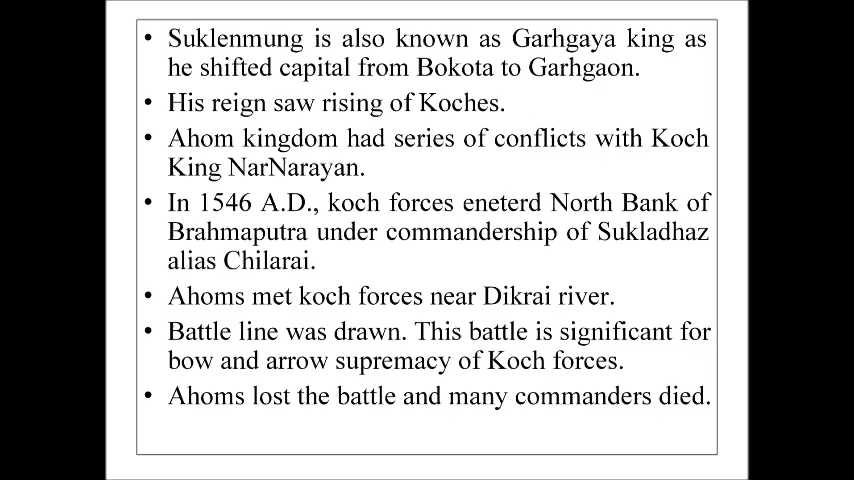 • Suklenmung is also known as Garhgaya king as
he shifted capital from Bokota to Garhgaon.
• His reign saw rising of Koches.
• Ahom kingdom had series of conflicts with Koch
King NarNarayan.
• In 1546 A.D., koch forces eneterd North Bank of
Brahmaputra under commandership of Sukladhaz
alias Chilarai.
• Ahoms met koch forces near Dikrai river.
• Battle line was drawn. This battle is significant for
bow and arrow supremacy of Koch forces.
• Ahoms lost the battle and many commanders died.